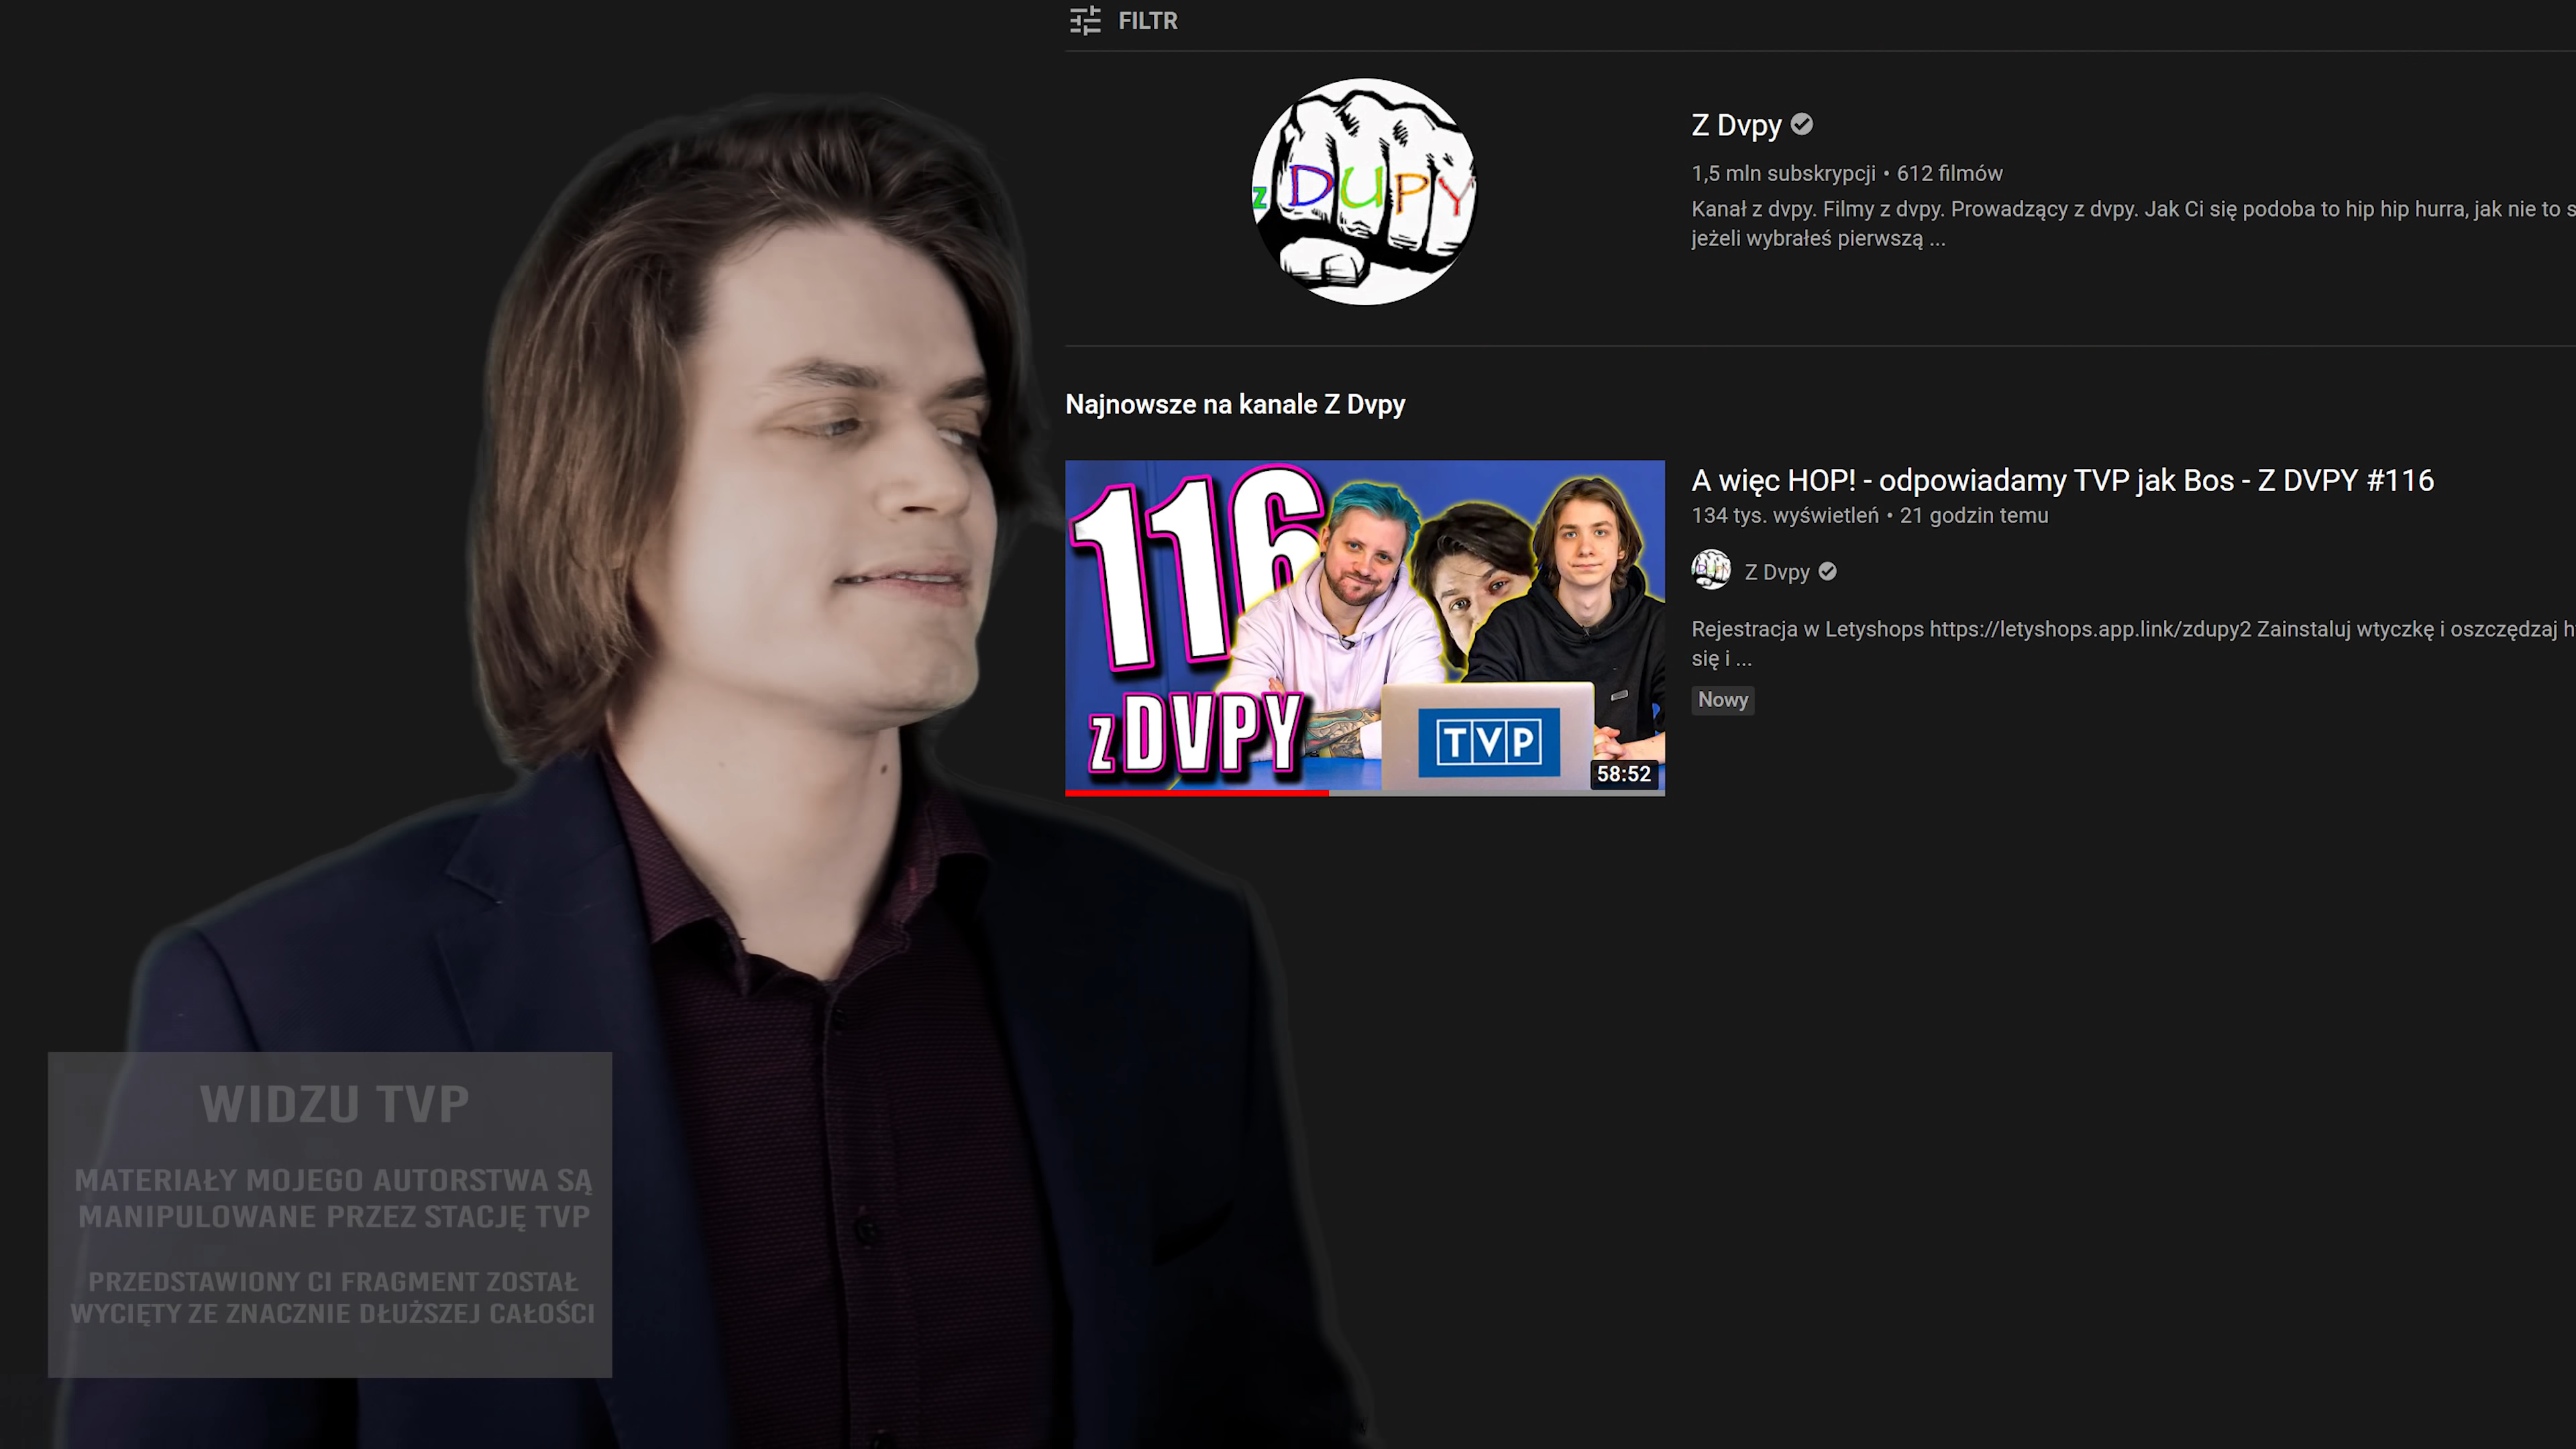 FILTR
z DUPY
Z Dvpy
1,5 mln subskrypcji • 612 filmów
Kanał z dvpy. Filmy z dvpy. Prowadzący z dvpy. Jak Ci się podoba to hip hip hurra, jak nie to s
jeżeli wybrałeś pierwszą ...
Najnowsze na kanale Z Dvpy
116
z DVPY
TVP
58:52
A więc HOP! - odpowiadamy TVP jak Bos - Z DVPY #116
134 tys. wyświetleń • 21 godzin temu
Z Dvpy
Rejestracja w Letyshops https://letyshops.app.link/zdupy2 Zainstaluj wtyczkę i oszczędzaj h
się i ...
Nowy
WIDZU TVP
MATERIAŁY MOJEGO AUTORSTWA SĄ
MANIPULOWANE PRZEZ STACJĘ TVP
PRZEDSTAWIONY CI FRAGMENT ZOSTAŁ
WYCIĘTY ZE ZNACZNIE DŁUŻSZEJ CAŁOŚCI